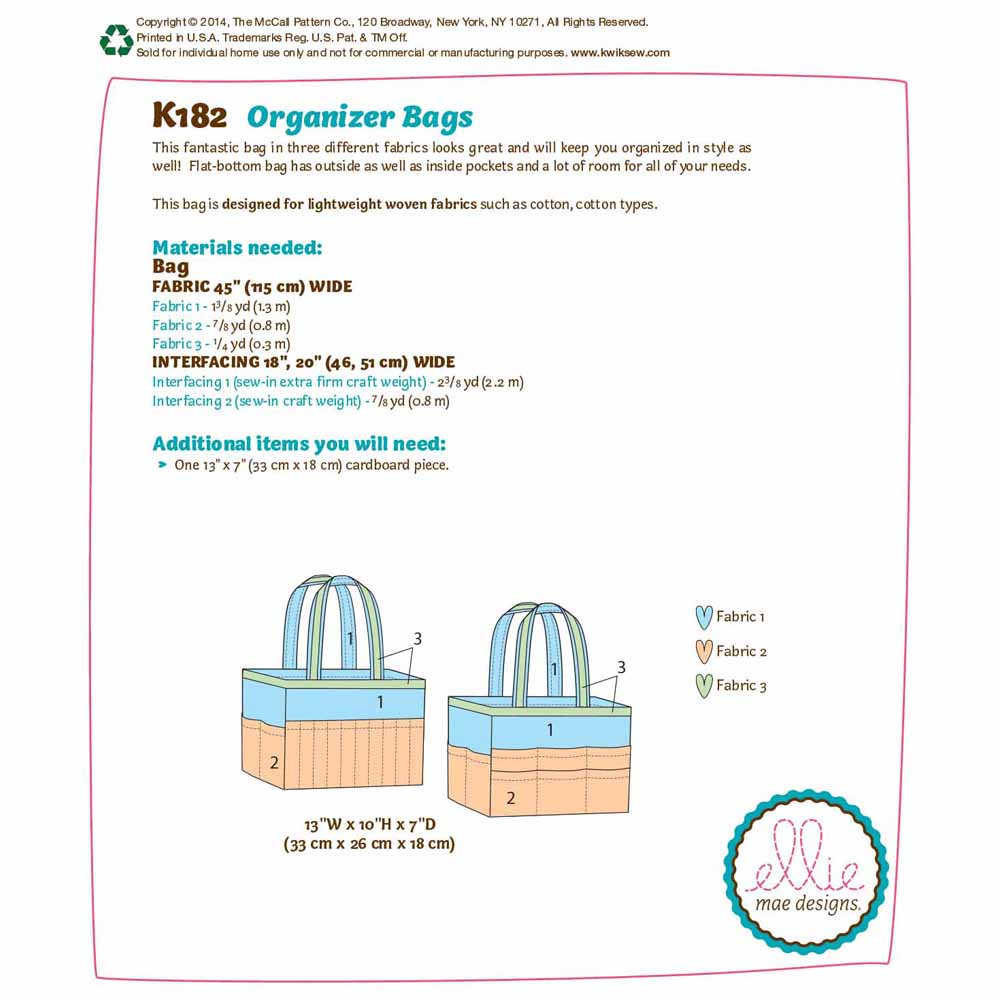 Copyright © 2014, The McCall Pattern Co., 120 Broadway, New York, NY 10271, All Rights Reserved.
Printed in U.S.A. Trademarks Reg. U.S. Pat. & TM Off.
Sold for individual home use only and not for commercial or manufacturing purposes. www.kwiksew.com
K182 Organizer Bags
This fantastic bag in three different fabrics looks great and will keep you organized in style as
well! Flat-bottom bag has outside as well as inside pockets and a lot of room for all of your needs.
This bag is designed for lightweight woven fabrics such as cotton, cotton types.
Materials needed:
Bag
FABRIC 45" (115 cm) WIDE
Fabric 1 - 1³/₈ yd (1.3 m)
Fabric 2 - ⁷/₈ yd (0.8 m)
Fabric 3 - ¹/₄ yd (0.3 m)
INTERFACING 18", 20" (46, 51 cm) WIDE
Interfacing 1 (sew-in extra firm craft weight) - 2³/₈ yd (2.2 m)
Interfacing 2 (sew-in craft weight) - ⁷/₈ yd (0.8 m)
Additional items you will need:
➤ One 13" x 7" (33 cm x 18 cm) cardboard piece.
1
3
1
2
1
3
1
2
Fabric 1
Fabric 2
Fabric 3
13"W x 10"H x 7"D
(33 cm x 26 cm x 18 cm)
ellie
mae designs.